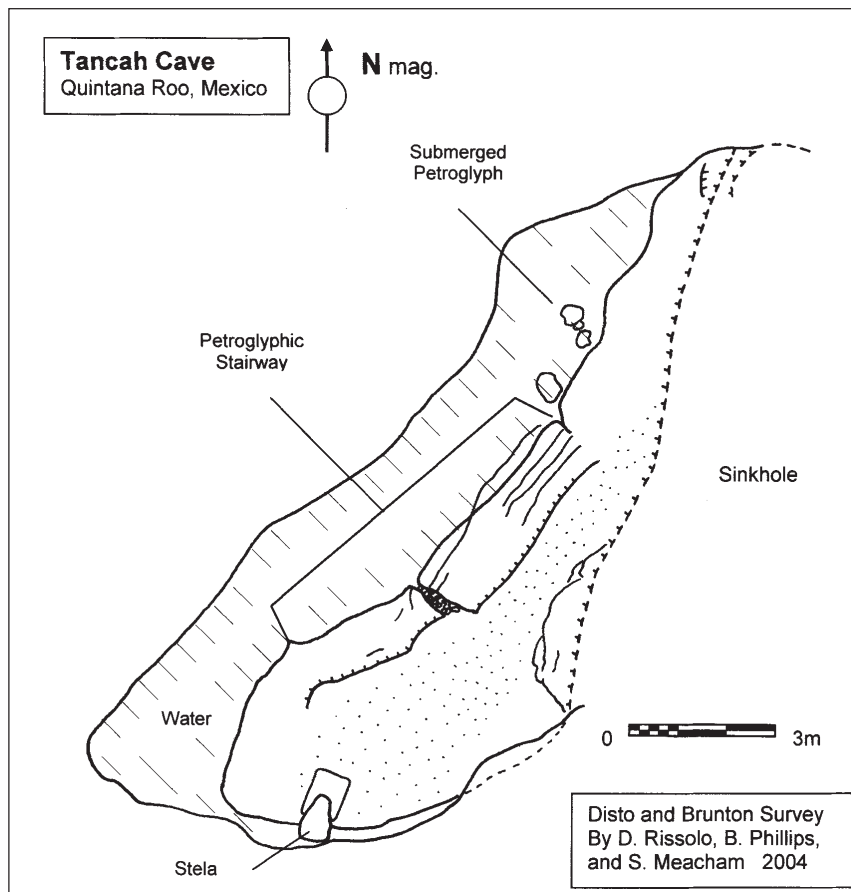 Tancah Cave
Quintana Roo, Mexico
N mag.
Submerged
Petroglyph
Petroglyphic
Stairway
Sinkhole
Water
0 3m
Stela
Disto and Brunton Survey
By D. Rissolo, B. Phillips,
and S. Meacham 2004